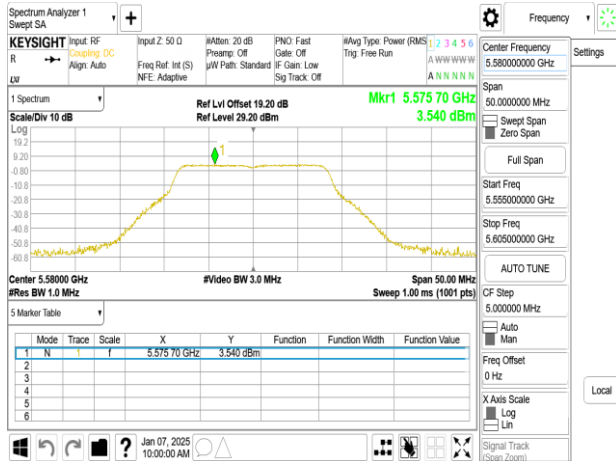 Spectrum Analyzer 1
Swept SA
Frequency
KEYSIGHT
R
Input: RF
Coupling: DC
Align: Auto
Input Z: 50 Ω
Freq Ref: Int (S)
NFE: Adaptive
#Atten: 20 dB
Preamp: Off
µW Path: Standard
PNO: Fast
Gate: Off
IF Gain: Low
Sig Track: Off
#Avg Type: Power (RMS
Trig: Free Run
1 2 3 4 5 6
A W W W W W
A N N N N N
1 Spectrum
Scale/Div 10 dB
Ref Lvl Offset 19.20 dB
Ref Level 29.20 dBm
Mkr1 5.575 70 GHz
3.540 dBm
Log
19.2
9.20
-0.80
-10.8
-20.8
-30.8
-40.8
-50.8
-60.8
1
Center 5.58000 GHz
#Res BW 1.0 MHz
#Video BW 3.0 MHz
Span 50.00 MHz
Sweep 1.00 ms (1001 pts)
5 Marker Table
Mode Trace Scale X Y Function Function Width Function Value
1 N 1 f 5.575 70 GHz 3.540 dBm
2
3
4
5
6
Jan 07, 2025
10:00:00 AM
Center Frequency
5.580000000 GHz
Span
50.0000000 MHz
Swept Span
Zero Span
Full Span
Start Freq
5.555000000 GHz
Stop Freq
5.605000000 GHz
AUTO TUNE
CF Step
5.000000 MHz
Auto
Man
Freq Offset
0 Hz
X Axis Scale
Log
Lin
Signal Track
(Span Zoom)
Settings
Local